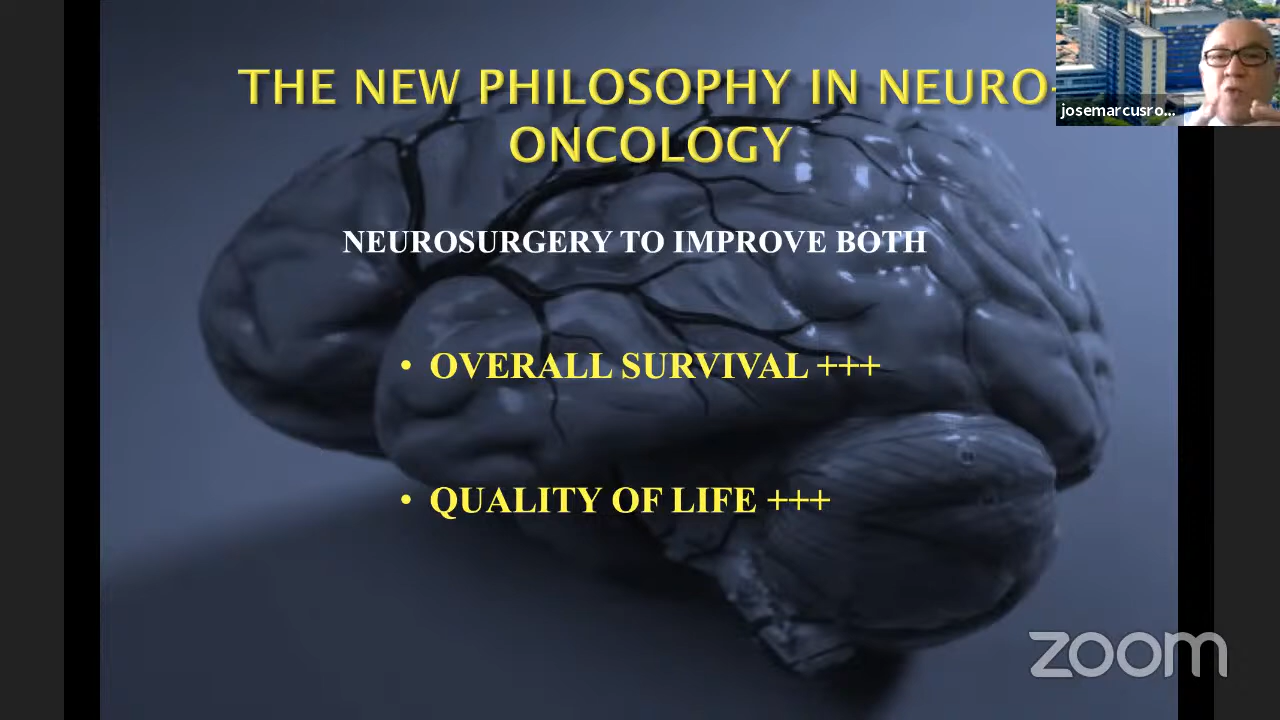 THE NEW PHILOSOPHY IN NEURO-
ONCOLOGY
josemarcusro...
NEUROSURGERY TO IMPROVE BOTH
• OVERALL SURVIVAL +++
• QUALITY OF LIFE +++
zoom